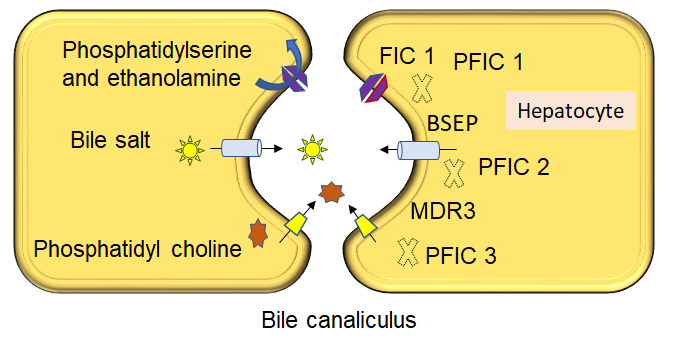 Phosphatidylserine
and ethanolamine
FIC 1
PFIC 1
Hepatocyte
BSEP
Bile salt
PFIC 2
MDR3
Phosphatidyl choline
PFIC 3
Bile canaliculus